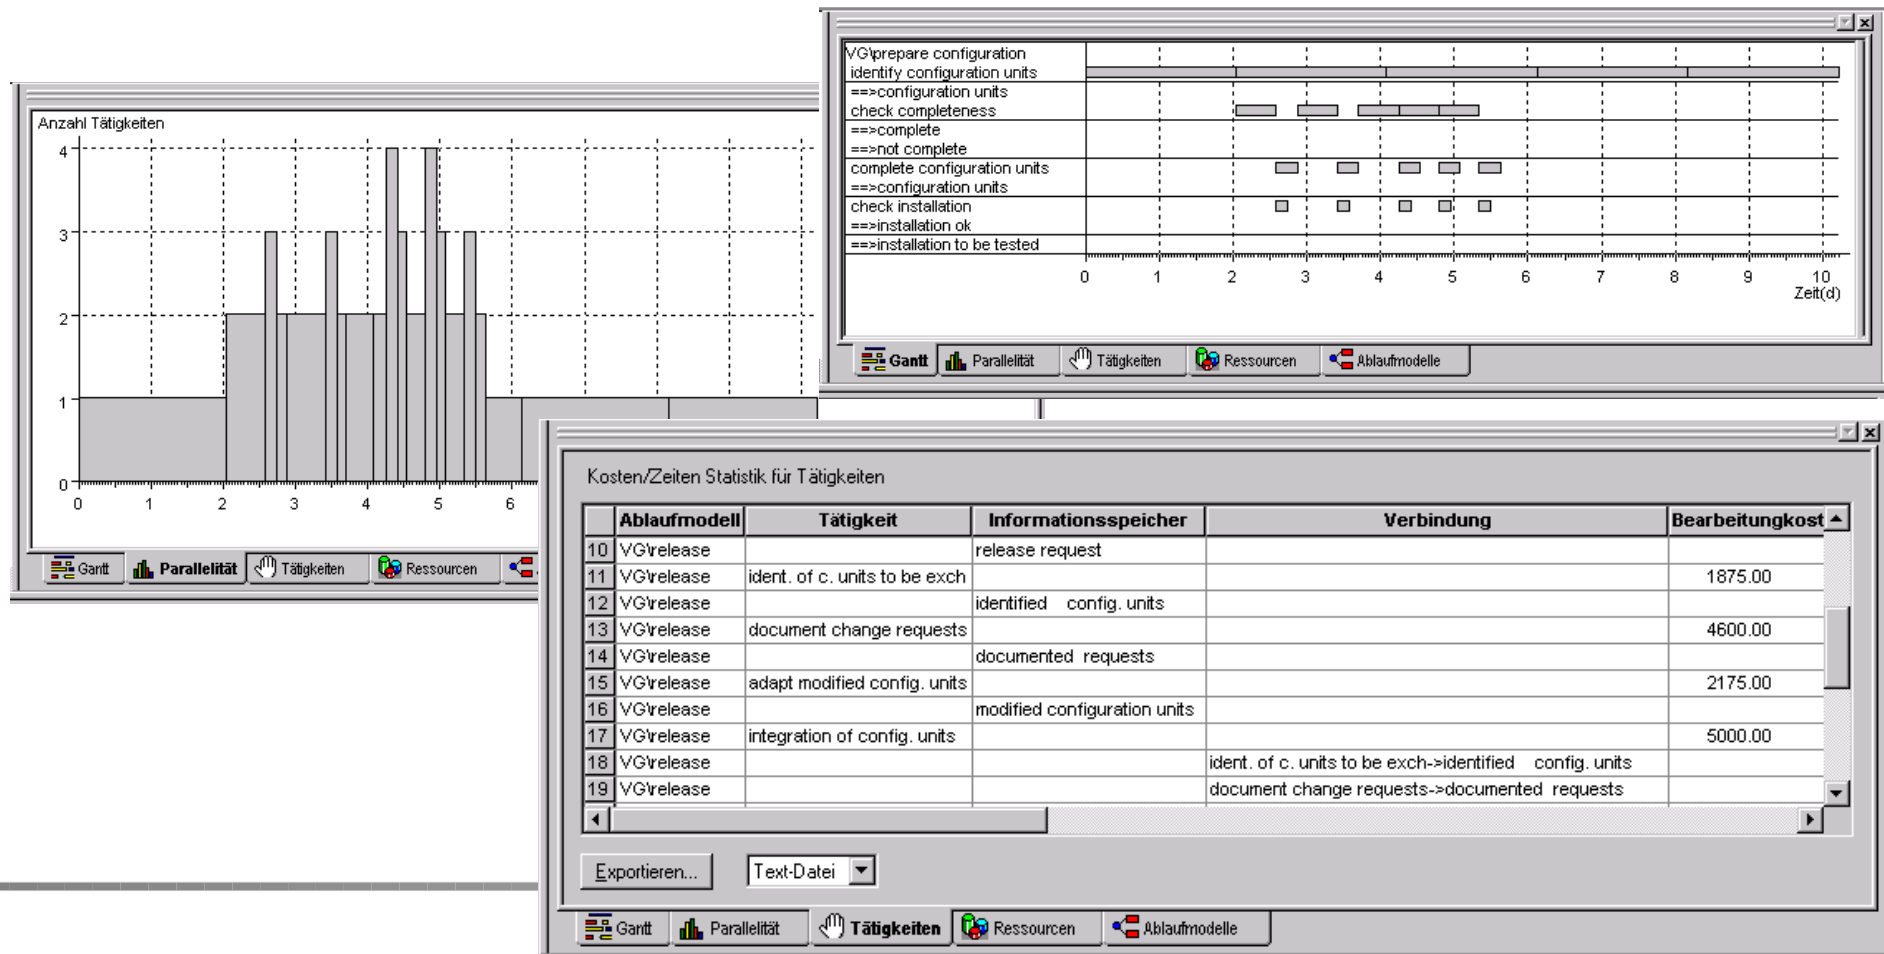 Anzahl Tätigkeiten
4
3
2
1
0
0 1 2 3 4 5 6
Gantt Parallelität Tätigkeiten Ressourcen
VG\prepare configuration
identify configuration units
==>configuration units
check completeness
==>complete
==>not complete
complete configuration units
==>configuration units
check installation
==>installation ok
==>installation to be tested
0 1 2 3 4 5 6 7 8 9 10
Zeit(d)
Gantt Parallelität Tätigkeiten Ressourcen Ablaufmodelle
Kosten/Zeiten Statistik für Tätigkeiten
Ablaufmodell Tätigkeit Informationsspeicher Verbindung Bearbeitungkost
10 VG\release release request
11 VG\release ident. of c. units to be exch 1875.00
12 VG\release identified config. units
13 VG\release document change requests 4600.00
14 VG\release documented requests
15 VG\release adapt modified config. units 2175.00
16 VG\release modified configuration units
17 VG\release integration of config. units 5000.00
18 VG\release ident. of c. units to be exch->identified config. units
19 VG\release document change requests->documented requests
Exportieren... Text-Datei
Gantt Parallelität Tätigkeiten Ressourcen Ablaufmodelle